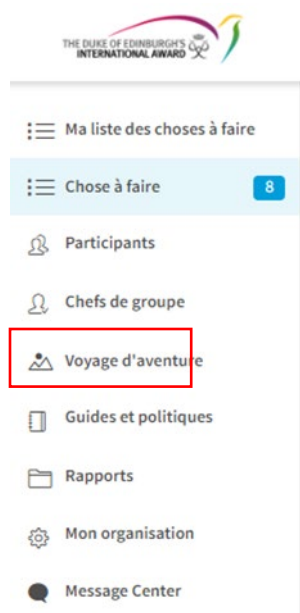 THE DUKE OF EDINBURGH'S
INTERNATIONAL AWARD
Ma liste des choses à faire
Chose à faire 8
Participants
Chefs de groupe
Voyage d'aventure
Guides et politiques
Rapports
Mon organisation
Message Center